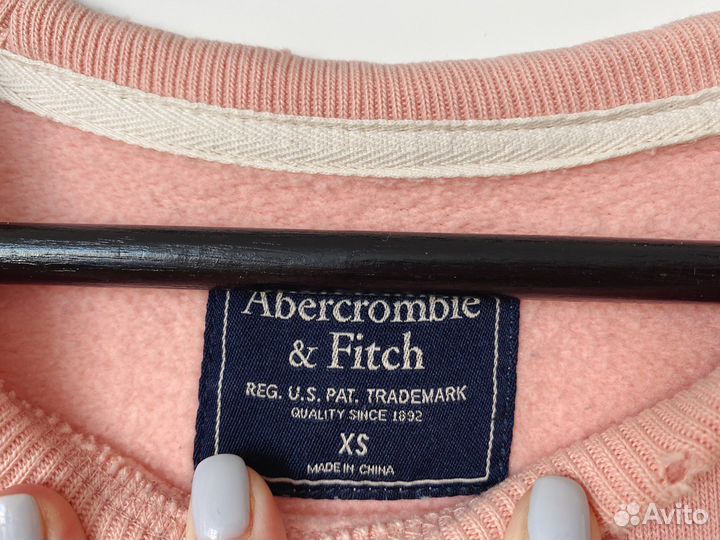 Abercrombie
& Fitch
REG. U.S. PAT. TRADEMARK
QUALITY SINCE 1892
XS
MADE IN CHINA
Avito